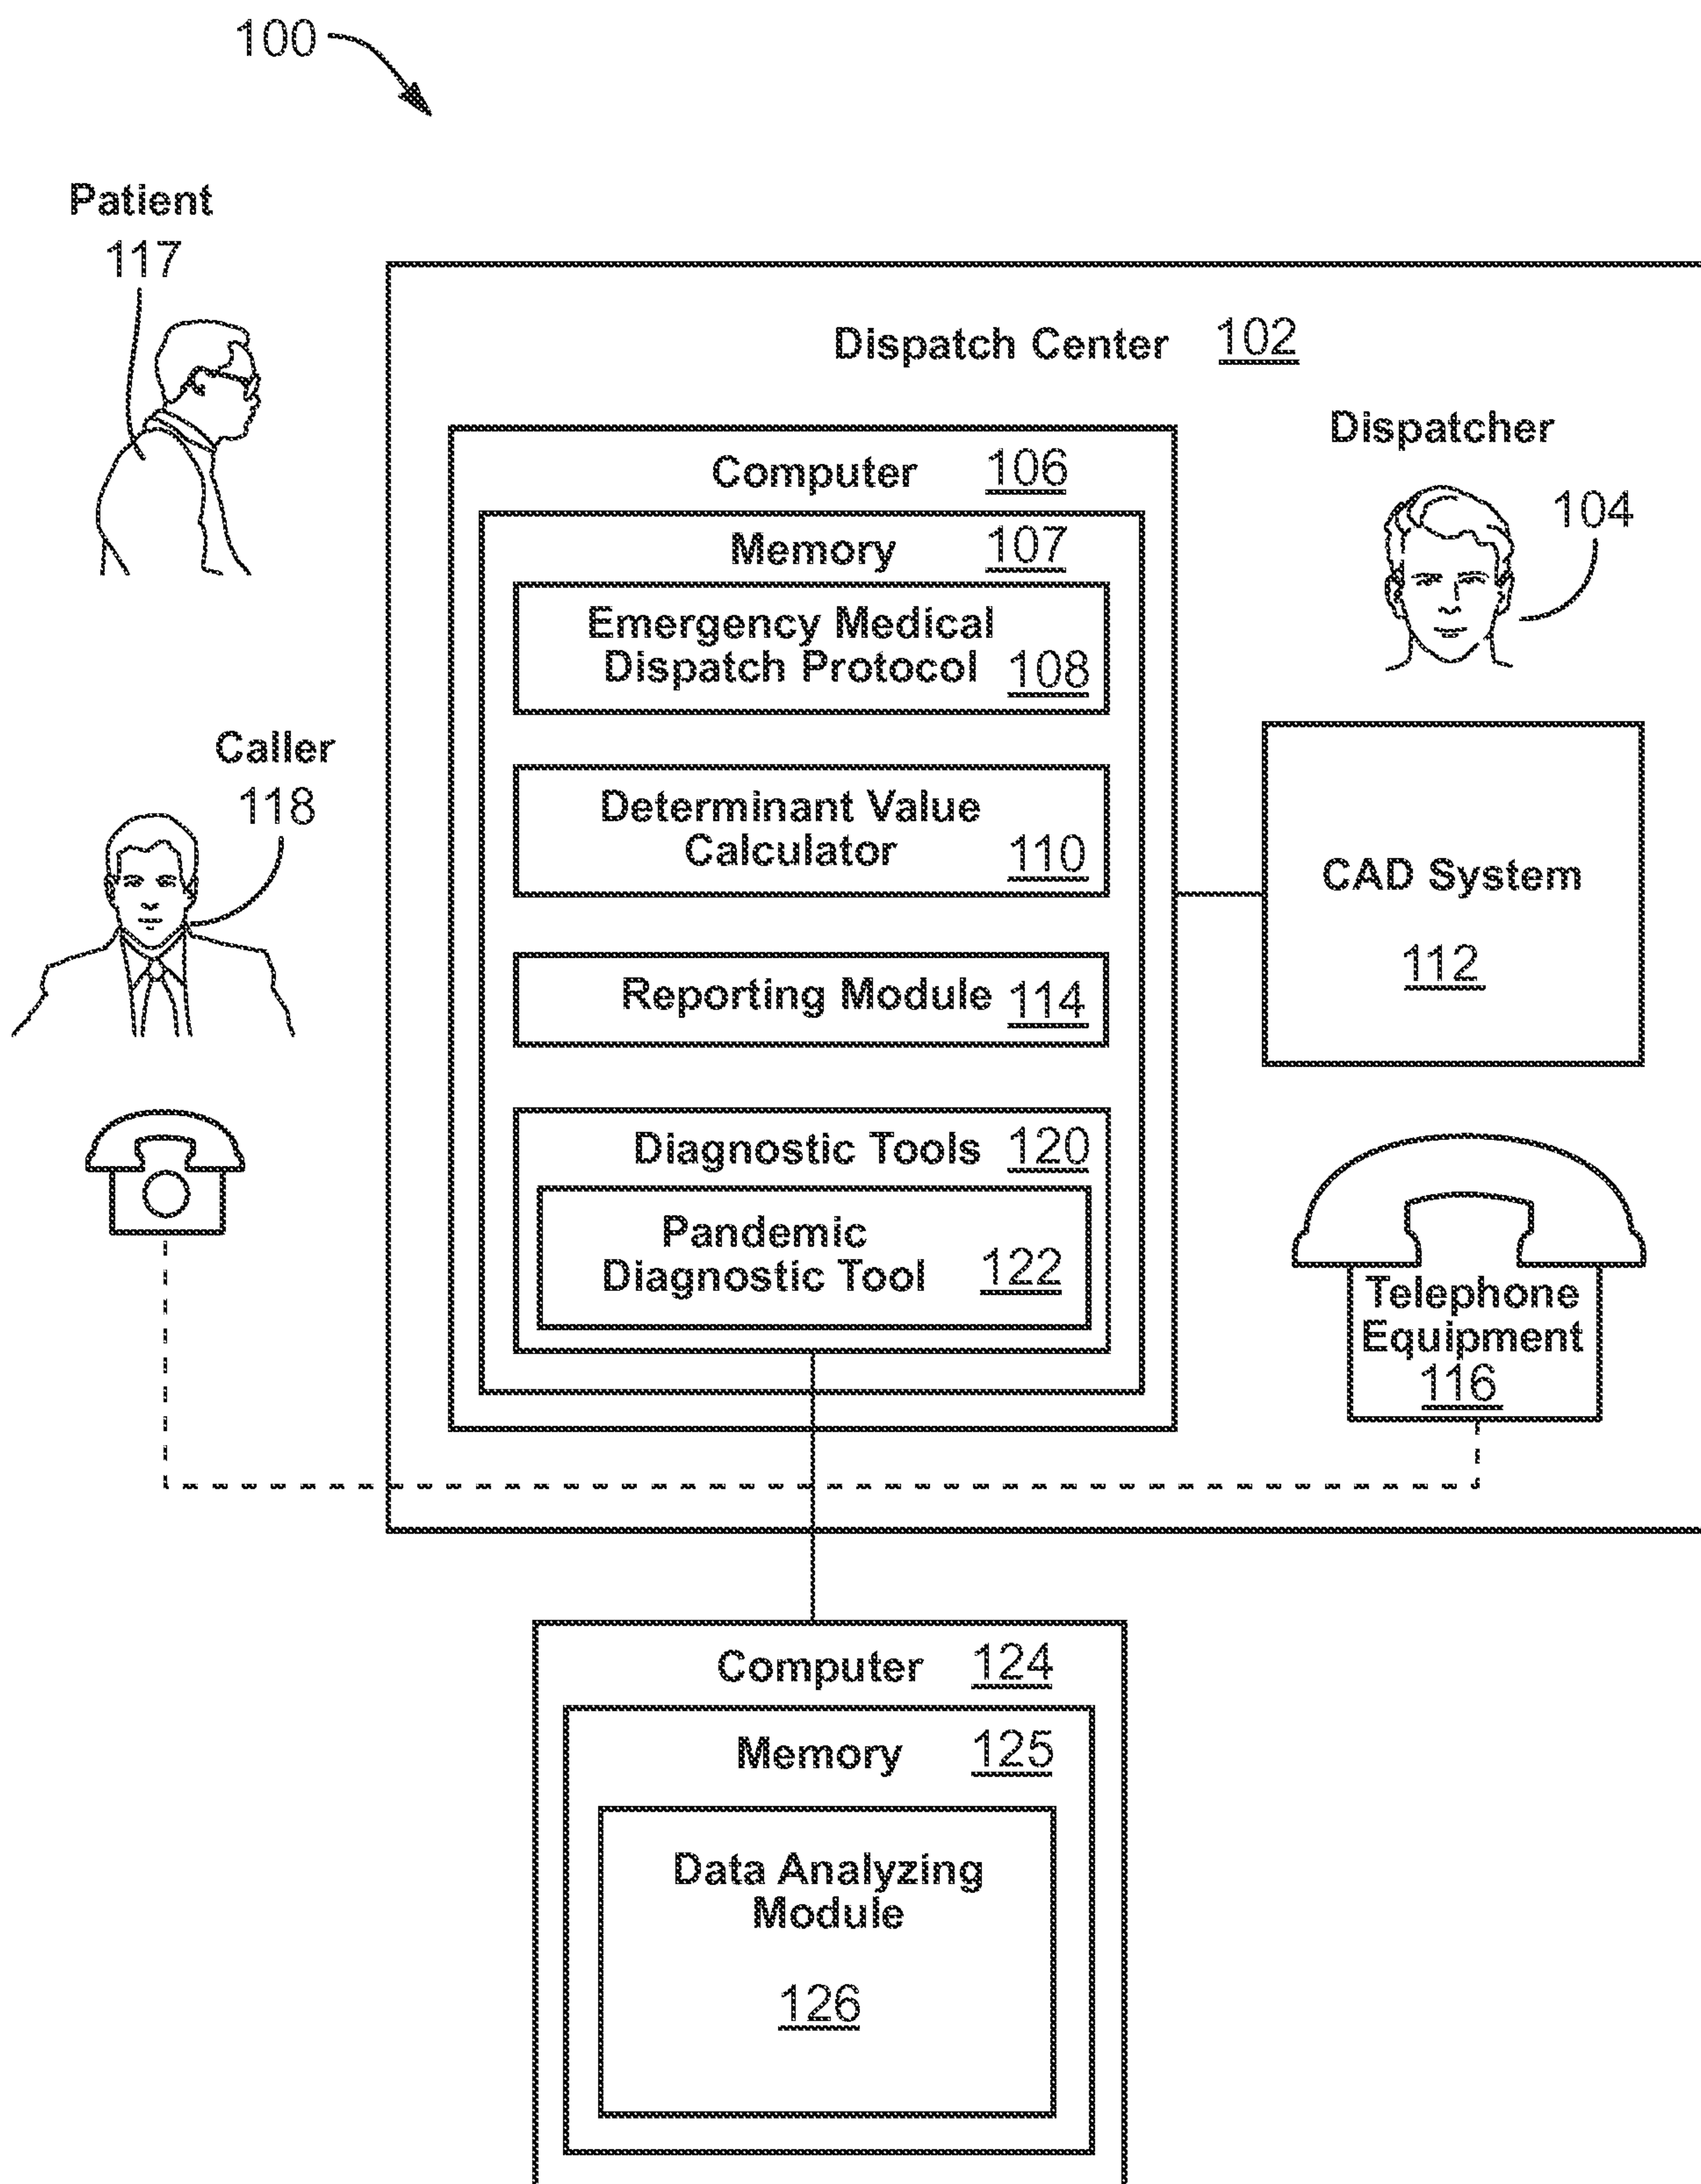 100
Patient
117
Dispatch Center 102
Dispatcher
104
Computer 106
Memory 107
Emergency Medical
Dispatch Protocol 108
Caller
118
Determinant Value
Calculator 110
CAD System
112
Reporting Module 114
Diagnostic Tools 120
Pandemic
Diagnostic Tool 122
Telephone
Equipment
116
Computer 124
Memory 125
Data Analyzing
Module
126